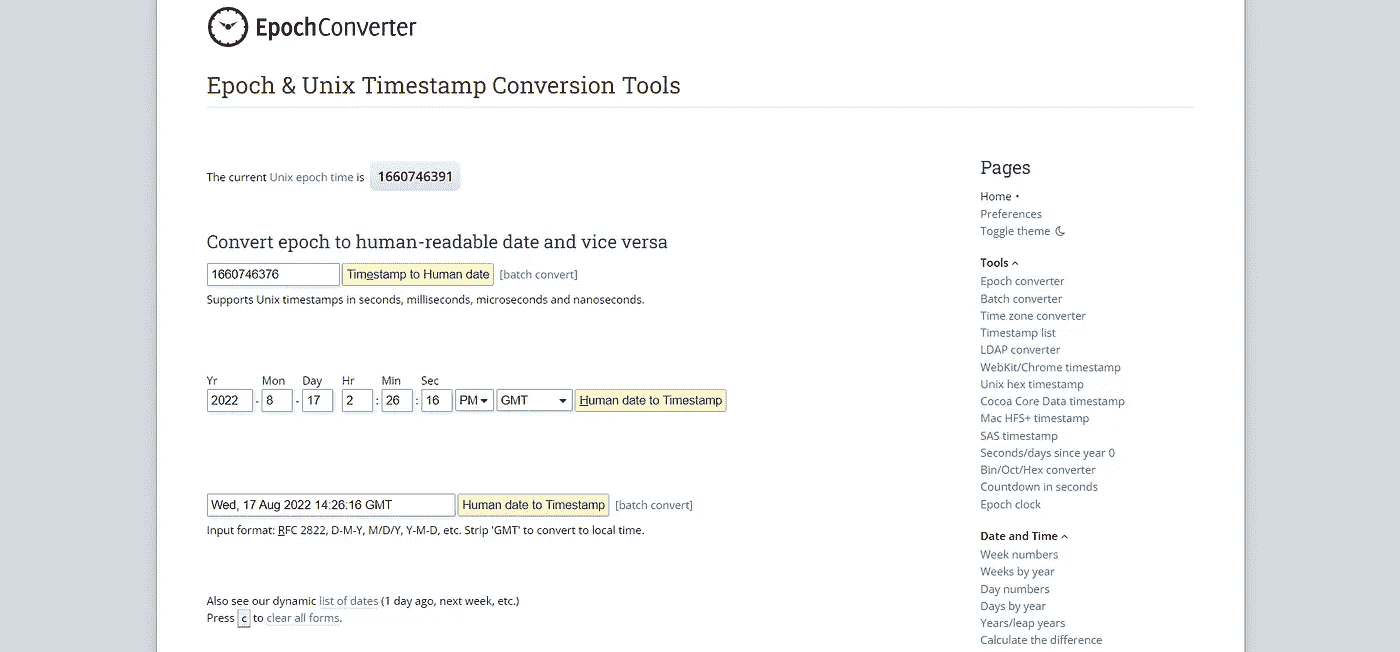 EpochConverter
Epoch & Unix Timestamp Conversion Tools
The current Unix epoch time is 1660746391
Convert epoch to human-readable date and vice versa
1660746376 Timestamp to Human date [batch convert]
Supports Unix timestamps in seconds, milliseconds, microseconds and nanoseconds.
Yr Mon Day Hr Min Sec
2022 - 8 - 17 2 : 26 : 16 PM GMT Human date to Timestamp
Wed, 17 Aug 2022 14:26:16 GMT Human date to Timestamp [batch convert]
Input format: RFC 2822, D-M-Y, M/D/Y, Y-M-D, etc. Strip 'GMT' to convert to local time.
Also see our dynamic list of dates (1 day ago, next week, etc.)
Press c to clear all forms.
Pages
Home •
Preferences
Toggle theme
Tools
Epoch converter
Batch converter
Time zone converter
Timestamp list
LDAP converter
WebKit/Chrome timestamp
Unix hex timestamp
Cocoa Core Data timestamp
Mac HFS+ timestamp
SAS timestamp
Seconds/days since year 0
Bin/Oct/Hex converter
Countdown in seconds
Epoch clock
Date and Time
Week numbers
Weeks by year
Day numbers
Days by year
Years/leap years
Calculate the difference